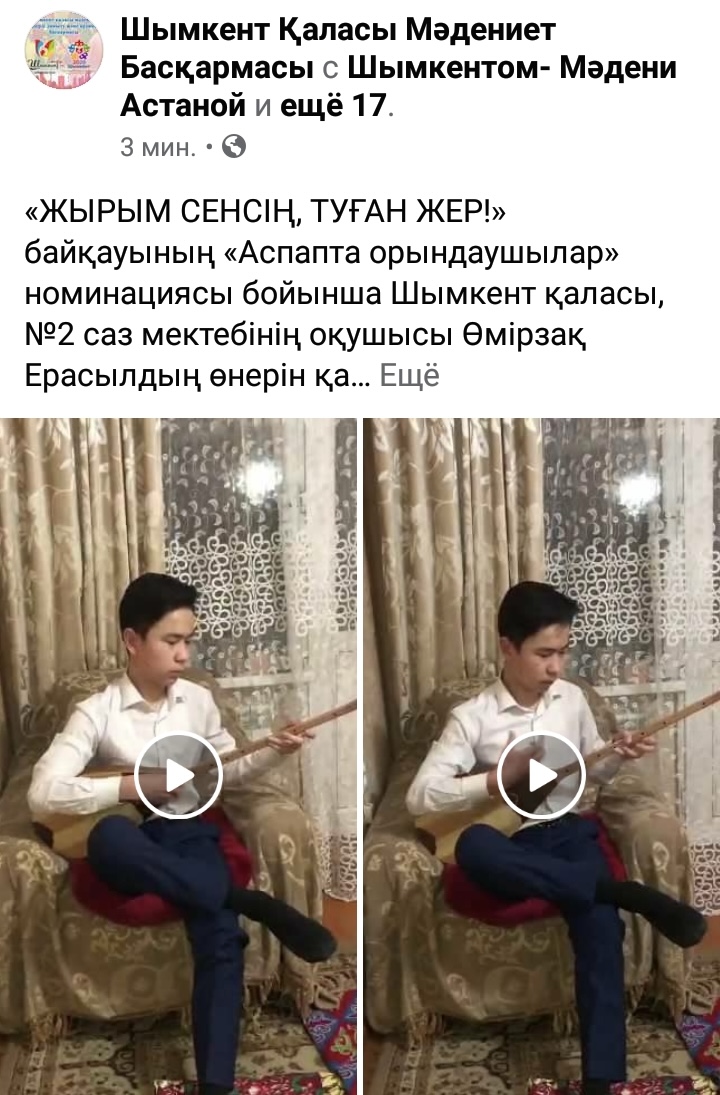 Шымкент Қаласы Мәдениет
Басқармасы с Шымкентом- Мәдени
Астаной и ещё 17.
3 мин. •
«ЖЫРЫМ СЕНСІҢ, ТУҒАН ЖЕР!»
байқауының «Аспапта орындаушылар»
номинациясы бойынша Шымкент қаласы,
№2 саз мектебінің оқушысы Өмірзақ
Ерасылдың өнерін қа... Ещё